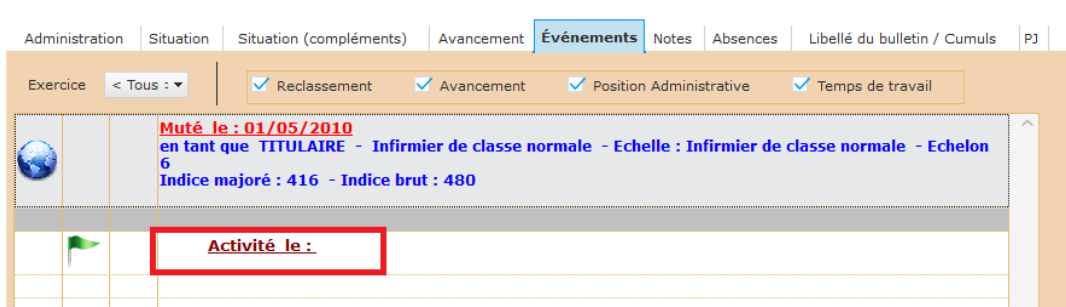 Administration Situation Situation (compléments) Avancement Événements Notes Absences Libellé du bulletin / Cumuls PJ
Exercice < Tous : Reclassement Avancement Position Administrative Temps de travail
Muté le : 01/05/2010
en tant que TITULAIRE - Infirmier de classe normale - Echelle : Infirmier de classe normale - Echelon
6
Indice majoré : 416 - Indice brut : 480
Activité le :